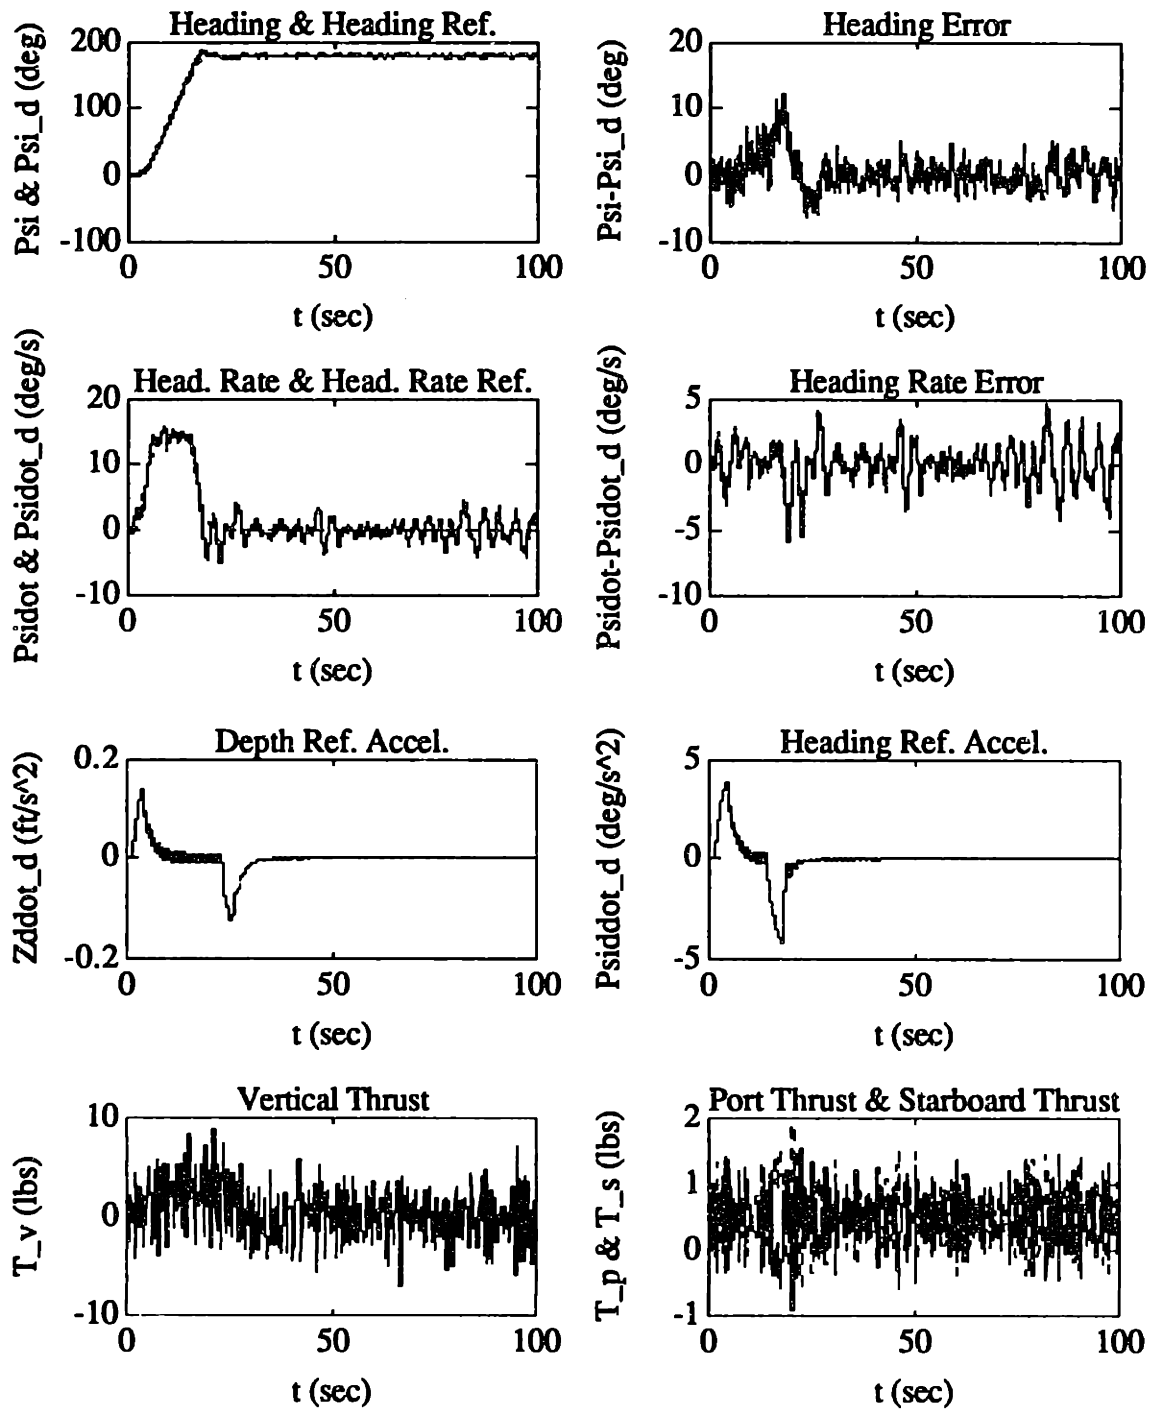 Heading & Heading Ref.
Psi & Psi_d (deg)
200
100
0
-100
0 50 100
t (sec)
Heading Error
Psi-Psi_d (deg)
20
10
0
-10
0 50 100
t (sec)
Head. Rate & Head. Rate Ref.
Psidot & Psidot_d (deg/s)
20
10
0
-10
0 50 100
t (sec)
Heading Rate Error
Psidot-Psidot_d (deg/s)
5
0
-5
-10
0 50 100
t (sec)
Depth Ref. Accel.
Zddot_d (ft/s^2)
0.2
0
-0.2
0 50 100
t (sec)
Heading Ref. Accel.
Psiddot_d (deg/s^2)
5
0
-5
0 50 100
t (sec)
Vertical Thrust
T_v (lbs)
10
0
-10
0 50 100
t (sec)
Port Thrust & Starboard Thrust
T_p & T_s (lbs)
2
1
0
-1
0 50 100
t (sec)